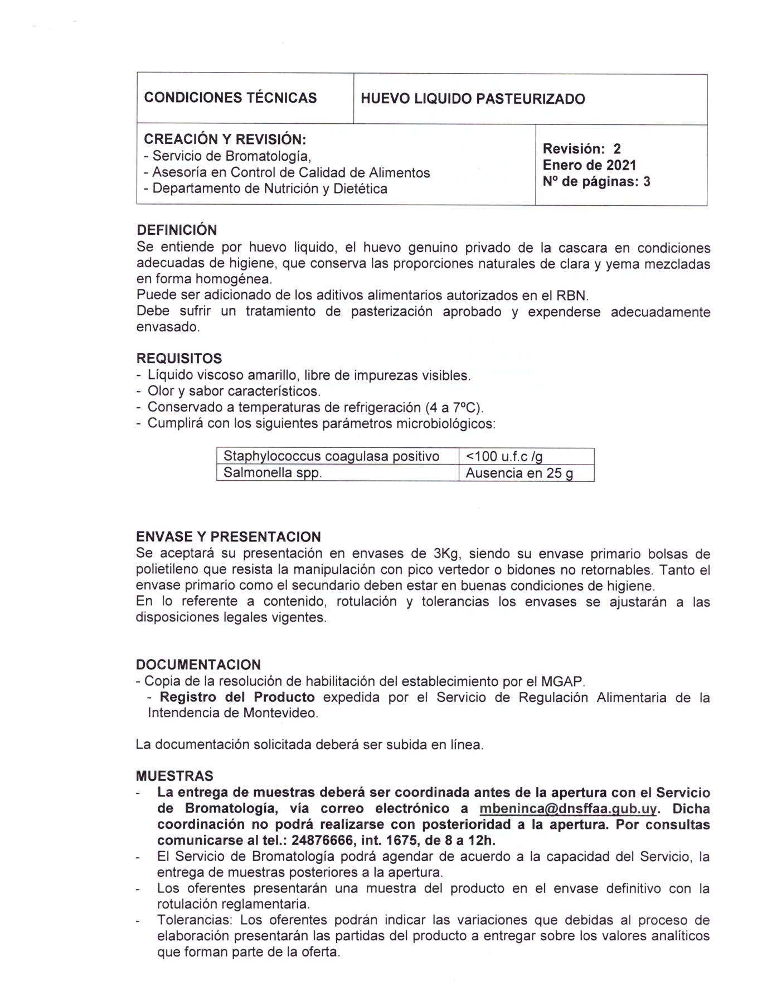 CONDICIONES TÉCNICAS
HUEVO LIQUIDO PASTEURIZADO
CREACIÓN Y REVISIÓN:
- Servicio de Bromatología,
- Asesoría en Control de Calidad de Alimentos
- Departamento de Nutrición y Dietética
Revisión: 2
Enero de 2021
Nº de páginas: 3
DEFINICIÓN
Se entiende por huevo liquido, el huevo genuino privado de la cascara en condiciones
adecuadas de higiene, que conserva las proporciones naturales de clara y yema mezcladas
en forma homogénea.
Puede ser adicionado de los aditivos alimentarios autorizados en el RBN.
Debe sufrir un tratamiento de pasterización aprobado y expenderse adecuadamente
envasado.
REQUISITOS
- Líquido viscoso amarillo, libre de impurezas visibles.
- Olor y sabor característicos.
- Conservado a temperaturas de refrigeración (4 a 7ºC).
- Cumplirá con los siguientes parámetros microbiológicos:
Staphylococcus coagulasa positivo <100 u.f.c /g
Salmonella spp. Ausencia en 25 g
ENVASE Y PRESENTACION
Se aceptará su presentación en envases de 3Kg, siendo su envase primario bolsas de
polietileno que resista la manipulación con pico vertedor o bidones no retornables. Tanto el
envase primario como el secundario deben estar en buenas condiciones de higiene.
En lo referente a contenido, rotulación y tolerancias los envases se ajustarán a las
disposiciones legales vigentes.
DOCUMENTACION
- Copia de la resolución de habilitación del establecimiento por el MGAP.
- Registro del Producto expedida por el Servicio de Regulación Alimentaria de la
Intendencia de Montevideo.
La documentación solicitada deberá ser subida en línea.
MUESTRAS
- La entrega de muestras deberá ser coordinada antes de la apertura con el Servicio
de Bromatología, vía correo electrónico a mbeninca@dnsffaa.gub.uy. Dicha
coordinación no podrá realizarse con posterioridad a la apertura. Por consultas
comunicarse al tel.: 24876666, int. 1675, de 8 a 12h.
- El Servicio de Bromatología podrá agendar de acuerdo a la capacidad del Servicio, la
entrega de muestras posteriores a la apertura.
- Los oferentes presentarán una muestra del producto en el envase definitivo con la
rotulación reglamentaria.
- Tolerancias: Los oferentes podrán indicar las variaciones que debidas al proceso de
elaboración presentarán las partidas del producto a entregar sobre los valores analíticos
que forman parte de la oferta.